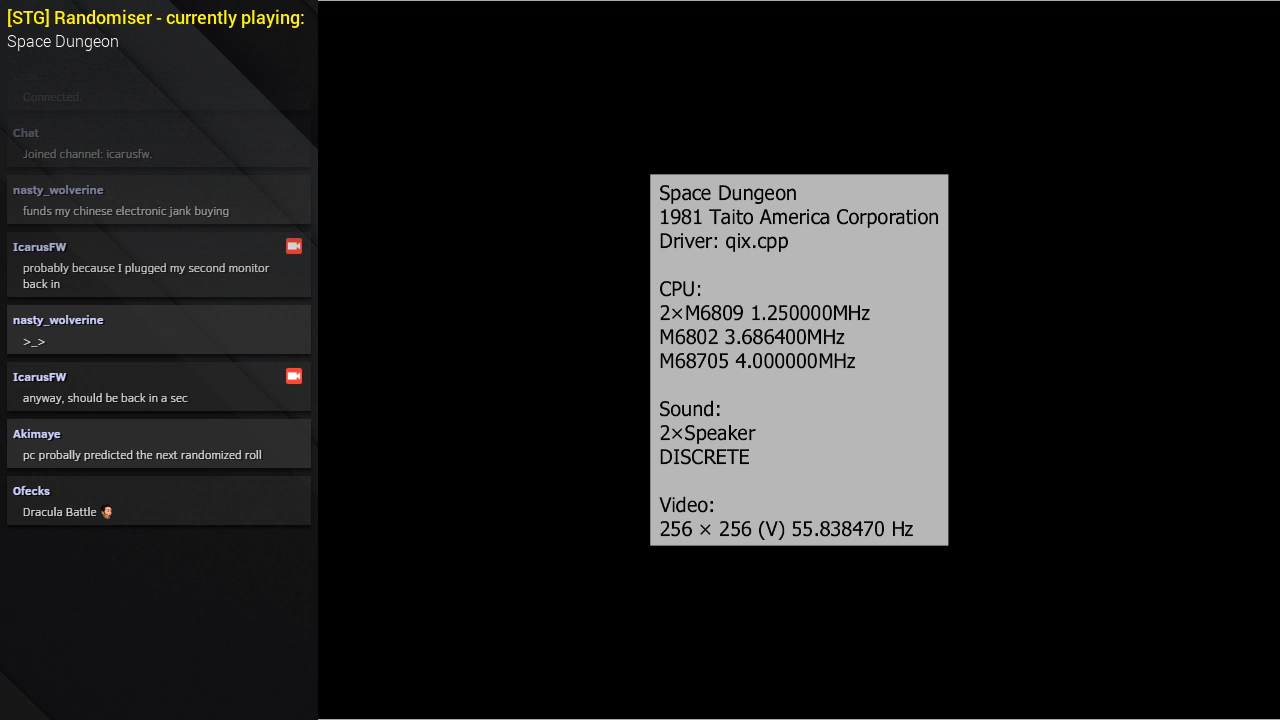 [STG] Randomiser - currently playing:
Space Dungeon
Connected.
Chat
Joined channel: icarusfw.
nasty_wolverine
funds my chinese electronic jank buying
IcarusFW
probably because I plugged my second monitor
back in
nasty_wolverine
>_>
IcarusFW
anyway, should be back in a sec
Akimaye
pc probally predicted the next randomized roll
Ofecks
Dracula Battle
Space Dungeon
1981 Taito America Corporation
Driver: qix.cpp
CPU:
2×M6809 1.250000MHz
M6802 3.686400MHz
M68705 4.000000MHz
Sound:
2×Speaker
DISCRETE
Video:
256 × 256 (V) 55.838470 Hz